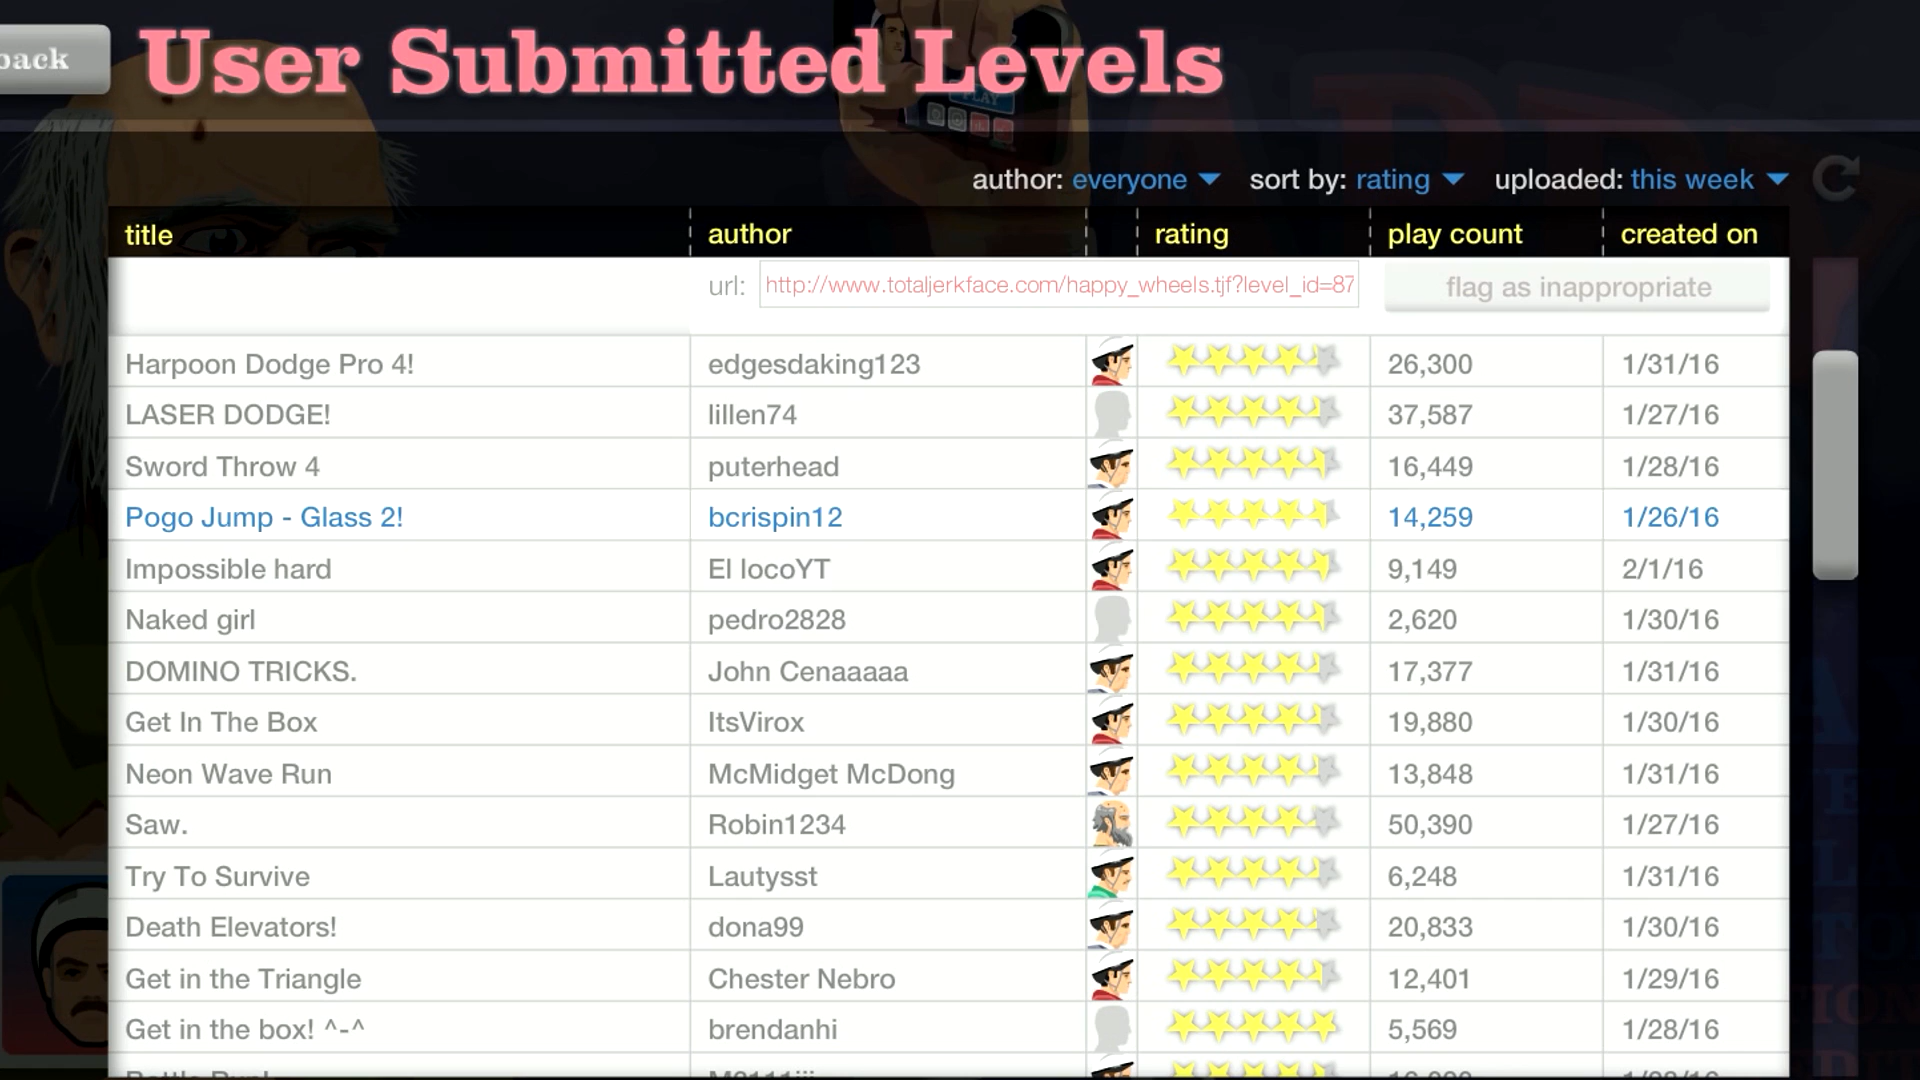 back
User Submitted Levels
PLAY
author: everyone sort by: rating uploaded: this week
title author rating play count created on
url: http://www.totaljerkface.com/happy_wheels.tjf?level_id=87 flag as inappropriate
Harpoon Dodge Pro 4! edgesdaking123 26,300 1/31/16
LASER DODGE! lillen74 37,587 1/27/16
Sword Throw 4 puterhead 16,449 1/28/16
Pogo Jump - Glass 2! bcrispin12 14,259 1/26/16
Impossible hard El locoYT 9,149 2/1/16
Naked girl pedro2828 2,620 1/30/16
DOMINO TRICKS. John Cenaaaaa 17,377 1/31/16
Get In The Box ItsVirox 19,880 1/30/16
Neon Wave Run McMidget McDong 13,848 1/31/16
Saw. Robin1234 50,390 1/27/16
Try To Survive Lautysst 6,248 1/31/16
Death Elevators! dona99 20,833 1/30/16
Get in the Triangle Chester Nebro 12,401 1/29/16
Get in the box! ^-^ brendanhi 5,569 1/28/16